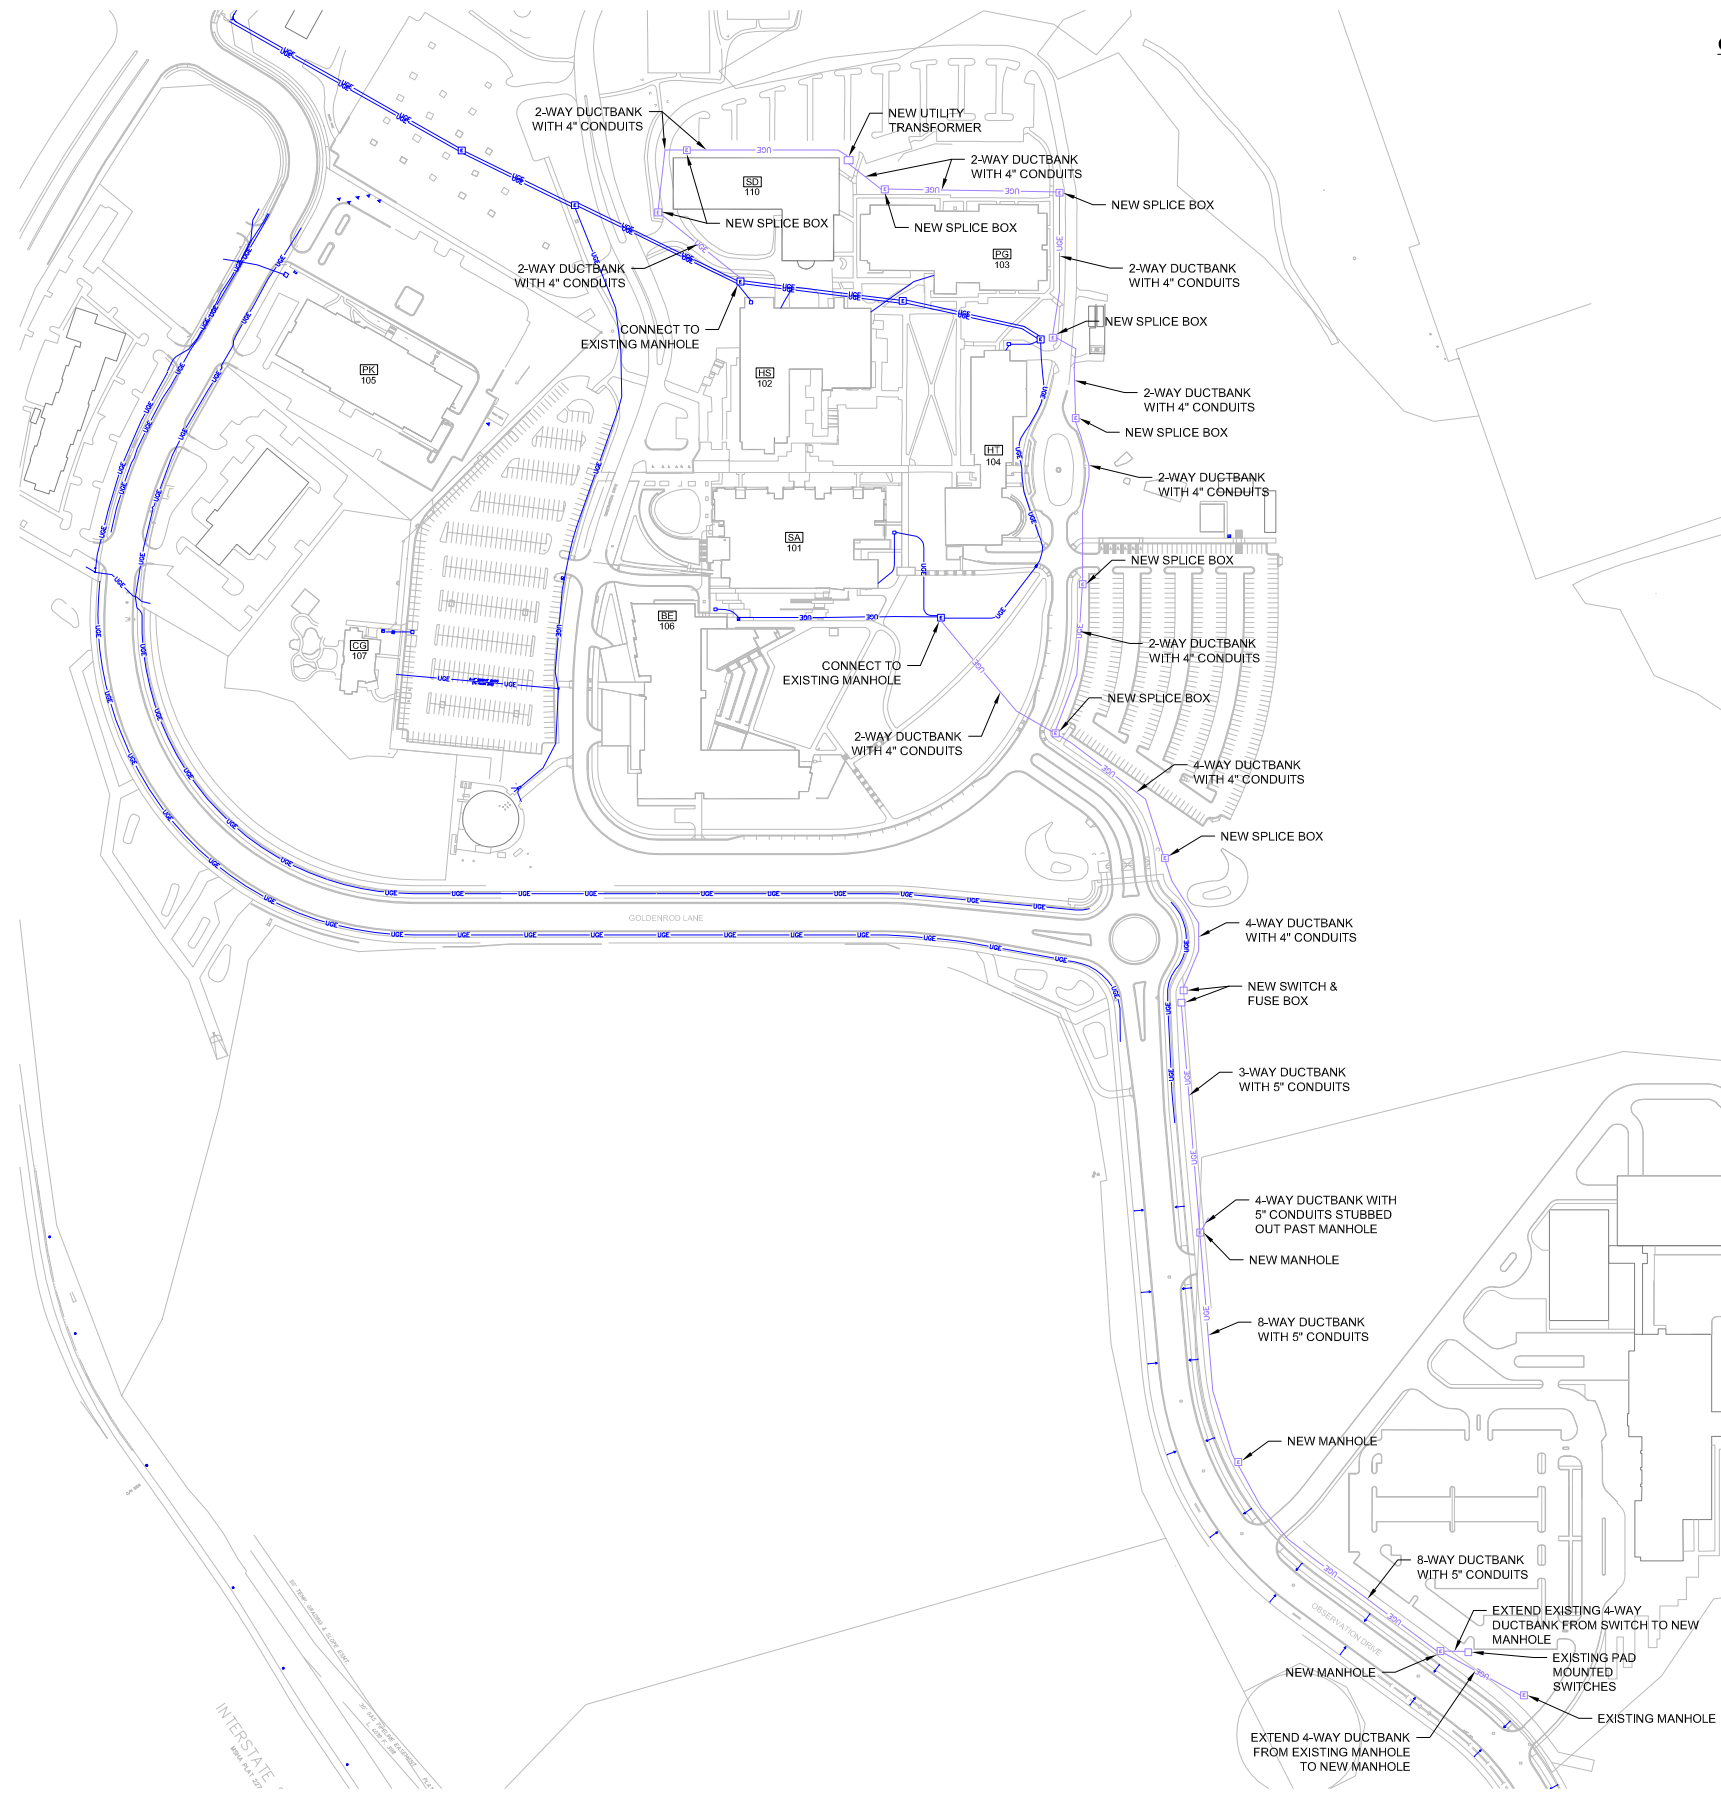 2-WAY DUCTBANK
WITH 4" CONDUITS
NEW UTILITY
TRANSFORMER
2-WAY DUCTBANK
WITH 4" CONDUITS
SD
110
NEW SPLICE BOX
NEW SPLICE BOX
NEW SPLICE BOX
PG
103
2-WAY DUCTBANK
WITH 4" CONDUITS
2-WAY DUCTBANK
WITH 4" CONDUITS
CONNECT TO
EXISTING MANHOLE
NEW SPLICE BOX
PK
105
HS
102
2-WAY DUCTBANK
WITH 4" CONDUITS
NEW SPLICE BOX
HT
104
2-WAY DUCTBANK
WITH 4" CONDUITS
SA
101
NEW SPLICE BOX
BE
106
CG
107
2-WAY DUCTBANK
WITH 4" CONDUITS
CONNECT TO
EXISTING MANHOLE
NEW SPLICE BOX
2-WAY DUCTBANK
WITH 4" CONDUITS
4-WAY DUCTBANK
WITH 4" CONDUITS
NEW SPLICE BOX
UGE
GOLDENROD LANE
4-WAY DUCTBANK
WITH 4" CONDUITS
NEW SWITCH &
FUSE BOX
3-WAY DUCTBANK
WITH 5" CONDUITS
4-WAY DUCTBANK WITH
5" CONDUITS STUBBED
OUT PAST MANHOLE
NEW MANHOLE
8-WAY DUCTBANK
WITH 5" CONDUITS
NEW MANHOLE
8-WAY DUCTBANK
WITH 5" CONDUITS
OBSERVATION DRIVE
EXTEND EXISTING 4-WAY
DUCTBANK FROM SWITCH TO NEW
MANHOLE
EXISTING PAD
MOUNTED
SWITCHES
NEW MANHOLE
EXISTING MANHOLE
EXTEND 4-WAY DUCTBANK
FROM EXISTING MANHOLE
TO NEW MANHOLE
INTERSTATE